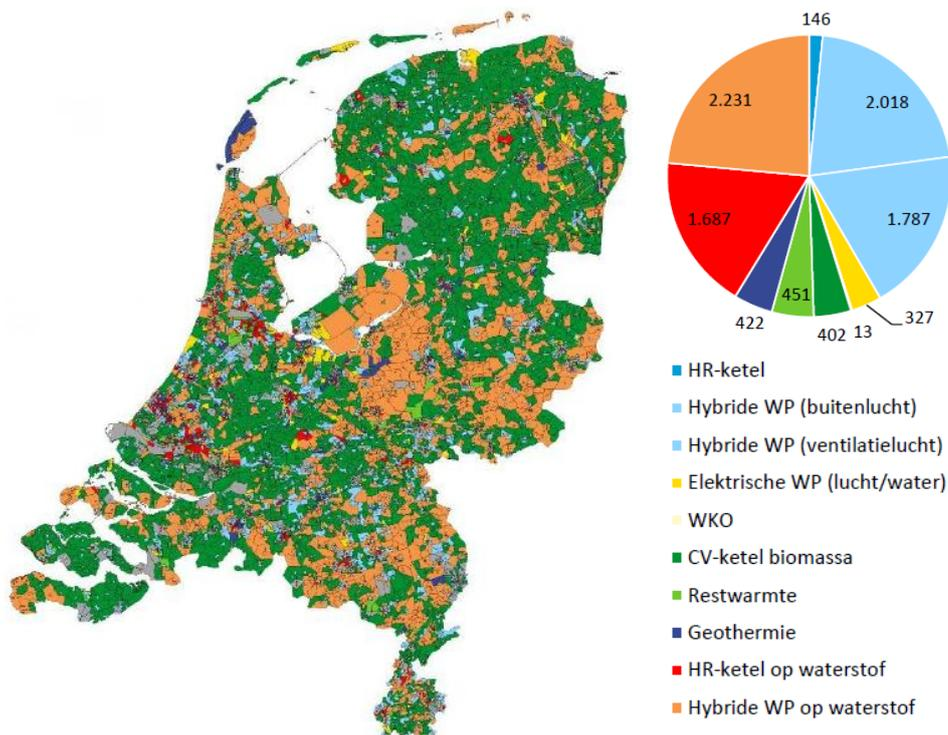 146
2.231
2.018
1.687
1.787
451
422
402
13
327
HR-ketel
Hybride WP (buitenlucht)
Hybride WP (ventilatielucht)
Elektrische WP (lucht/water)
WKO
CV-ketel biomassa
Restwarmte
Geothermie
HR-ketel op waterstof
Hybride WP op waterstof